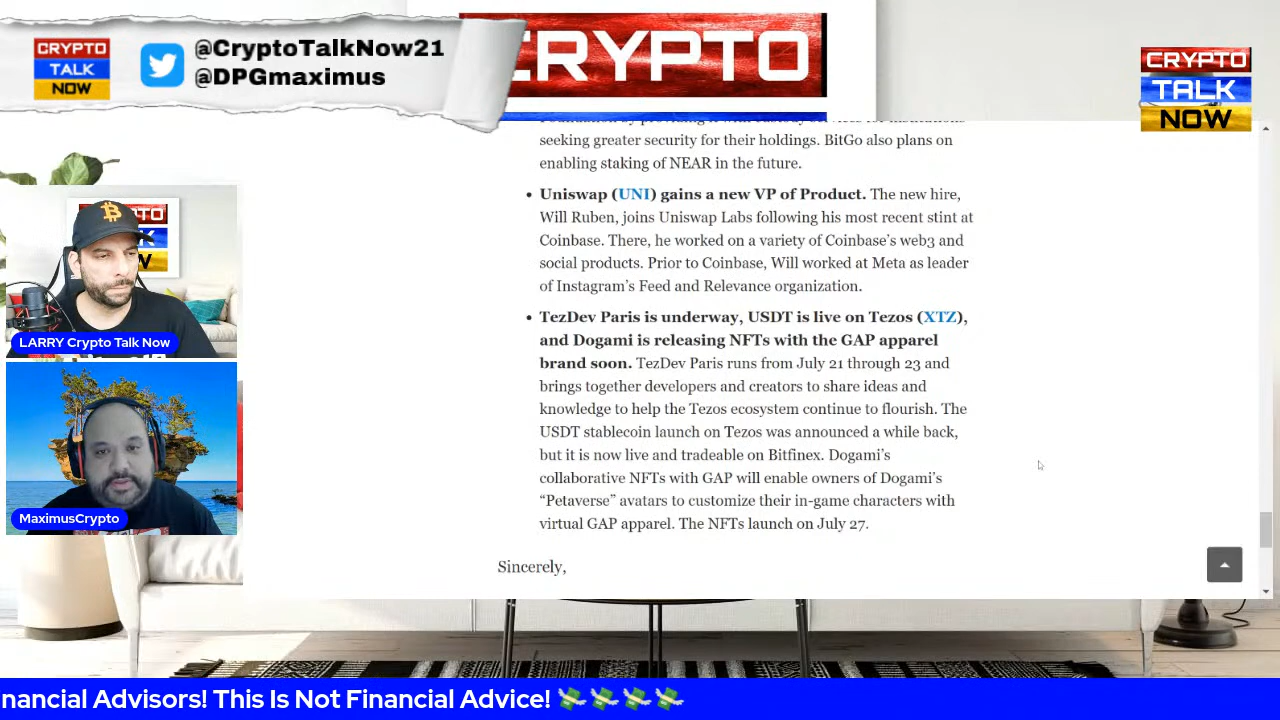 CRYPTO
TALK
NOW
@CryptoTalkNow21
@DPGmaximus
CRYPTO
CRYPTO
TALK
NOW
seeking greater security for their holdings. BitGo also plans on
enabling staking of NEAR in the future.
• Uniswap (UNI) gains a new VP of Product. The new hire,
Will Ruben, joins Uniswap Labs following his most recent stint at
Coinbase. There, he worked on a variety of Coinbase's web3 and
social products. Prior to Coinbase, Will worked at Meta as leader
of Instagram's Feed and Relevance organization.
• TezDev Paris is underway, USDT is live on Tezos (XTZ),
and Dogami is releasing NFTs with the GAP apparel
brand soon. TezDev Paris runs from July 21 through 23 and
brings together developers and creators to share ideas and
knowledge to help the Tezos ecosystem continue to flourish. The
USDT stablecoin launch on Tezos was announced a while back,
but it is now live and tradeable on Bitfinex. Dogami's
collaborative NFTs with GAP will enable owners of Dogami's
“Petaverse” avatars to customize their in-game characters with
virtual GAP apparel. The NFTs launch on July 27.
Sincerely,
LARRY Crypto Talk Now
MaximusCrypto
nancial Advisors! This Is Not Financial Advice! 💸💸💸💸